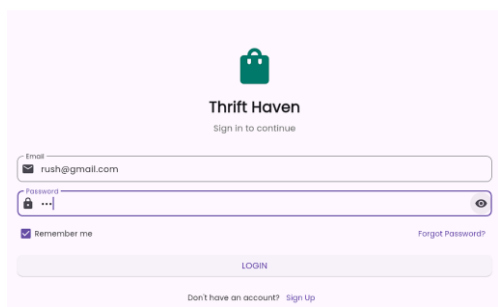 Thrift Haven
Sign in to continue
Email
rush@gmail.com
Password
•••
Remember me Forgot Password?
LOGIN
Don't have an account? Sign Up